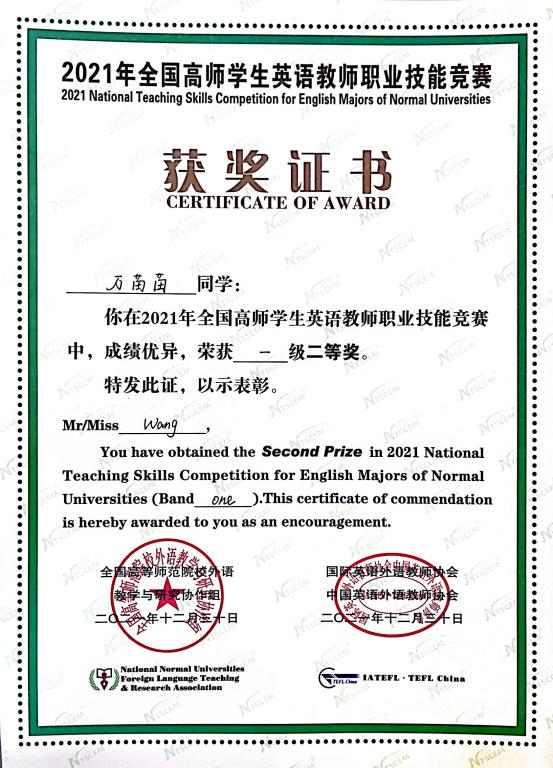 2021年全国高师学生英语教师职业技能竞赛
2021 National Teaching Skills Competition for English Majors of Normal Universities
获奖证书
CERTIFICATE OF AWARD
万茵茵 同学：
你在2021年全国高师学生英语教师职业技能竞赛
中，成绩优异，荣获 一 级二等奖。
特发此证，以示表彰。
Mr/Miss Wang ,
You have obtained the Second Prize in 2021 National
Teaching Skills Competition for English Majors of Normal
Universities (Band one ).This certificate of commendation
is hereby awarded to you as an encouragement.
全国高等师范院校外语
教学与研究协作组
二〇二一年十二月三十日
国际英语外语教师协会
中国英语外语教师协会
二〇二一年十二月三十日
National Normal Universities
Foreign Language Teaching
& Research Association
TEFL China
IATEFL · TEFL China